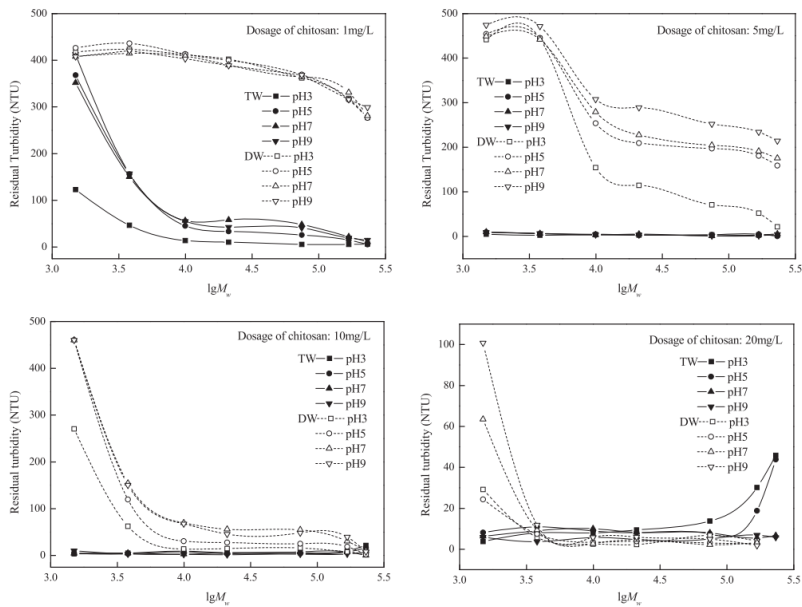 Dosage of chitosan: 1mg/L
Reisdual Turbidity (NTU)
500
400
300
200
100
0
TW pH3
pH5
pH7
pH9
DW pH3
pH5
pH7
pH9
3.0 3.5 4.0 4.5 5.0 5.5
lgMw
Dosage of chitosan: 5mg/L
Residual Turbidity (NTU)
500
400
300
200
100
0
TW pH3
pH5
pH7
pH9
DW pH3
pH5
pH7
pH9
3.0 3.5 4.0 4.5 5.0 5.5
lgMw
Dosage of chitosan: 10mg/L
Residual turbidity (NTU)
500
400
300
200
100
0
TW pH3
pH5
pH7
pH9
DW pH3
pH5
pH7
pH9
3.0 3.5 4.0 4.5 5.0 5.5
lgMw
Dosage of chitosan: 20mg/L
Residual turbidity (NTU)
100
80
60
40
20
0
TW pH3
pH5
pH7
pH9
DW pH3
pH5
pH7
pH9
3.0 3.5 4.0 4.5 5.0 5.5
lgMw